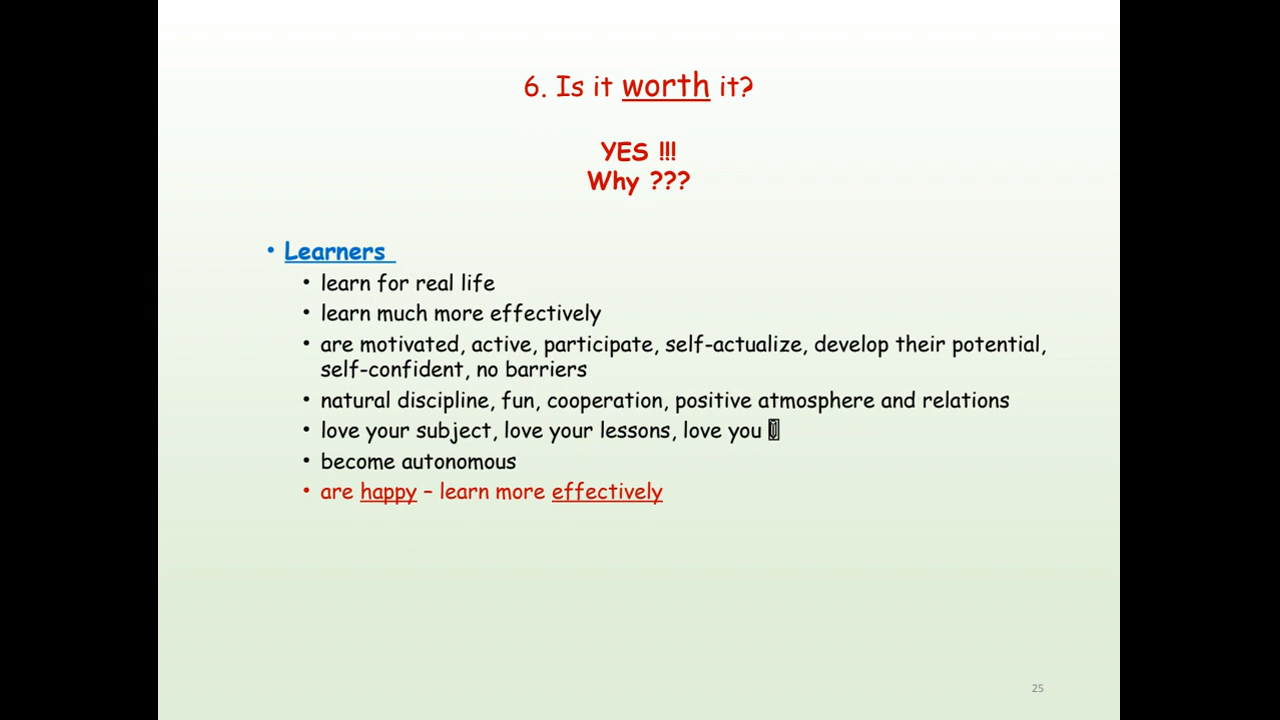 6. Is it worth it?
YES !!!
Why ???
• Learners
• learn for real life
• learn much more effectively
• are motivated, active, participate, self-actualize, develop their potential,
self-confident, no barriers
• natural discipline, fun, cooperation, positive atmosphere and relations
• love your subject, love your lessons, love you
• become autonomous
• are happy – learn more effectively
25